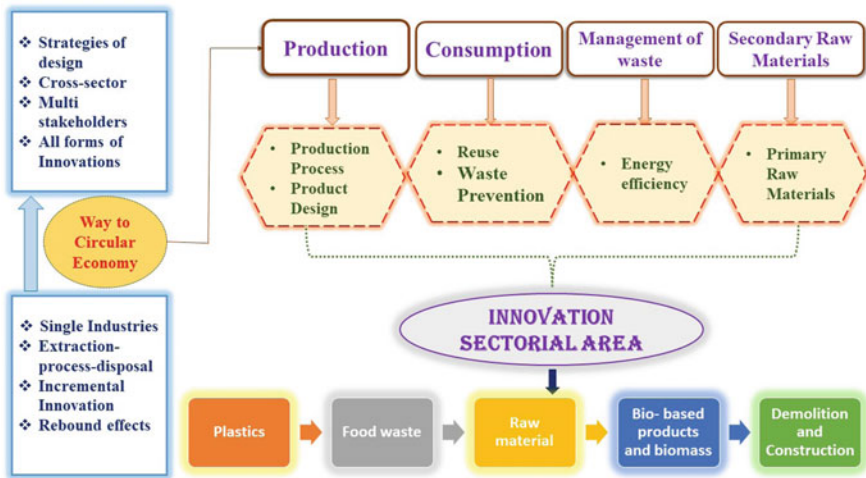 ❖ Strategies of
design
❖ Cross-sector
❖ Multi
stakeholders
❖ All forms of
Innovations
Way to
Circular
Economy
❖ Single Industries
❖ Extraction-
process-disposal
❖ Incremental
Innovation
❖ Rebound effects
Production
Consumption
Management of
waste
Secondary Raw
Materials
• Production
Process
• Product
Design
• Reuse
• Waste
Prevention
• Energy
efficiency
• Primary
Raw
Materials
INNOVATION
SECTORIAL AREA
Plastics
Food waste
Raw
material
Bio- based
products
and biomass
Demolition
and
Construction